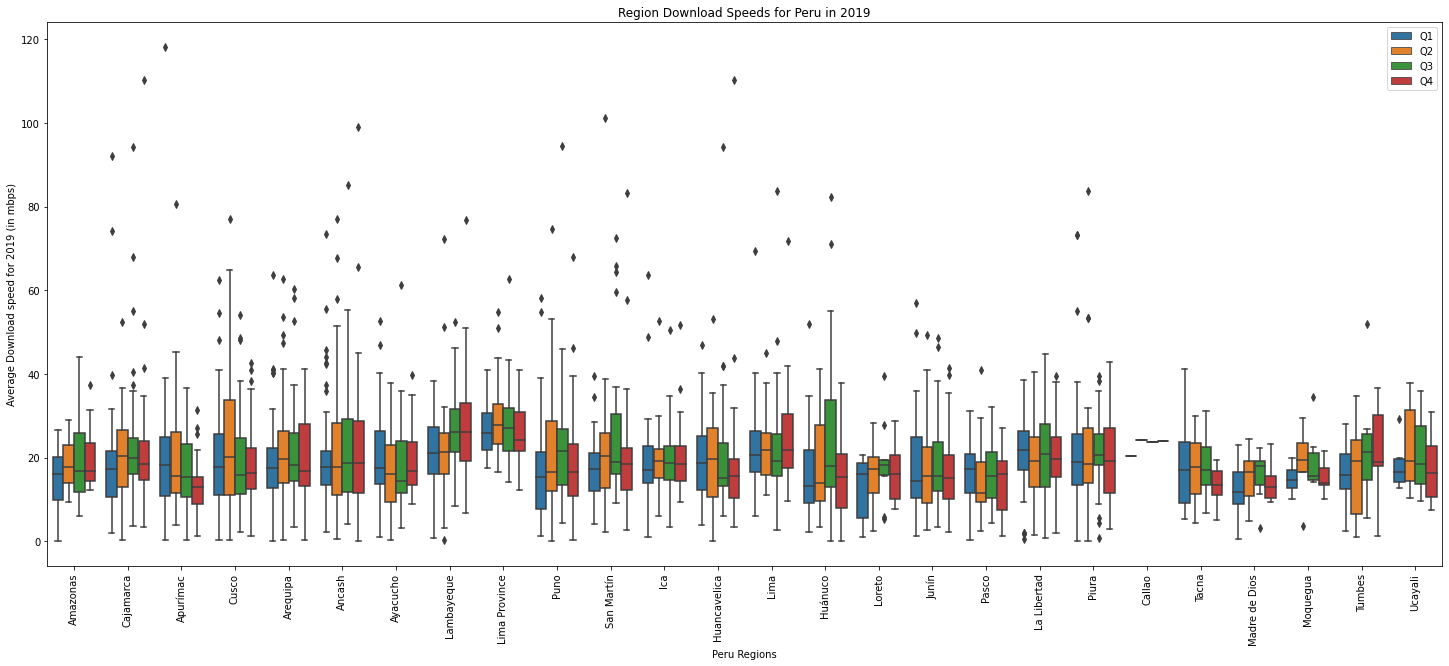 Region Download Speeds for Peru in 2019
Q1
Q2
Q3
Q4
Average Download speed for 2019 (in mbps)
120
100
80
60
40
20
0
Amazonas
Cajamarca
Apurímac
Cusco
Arequipa
Ancash
Ayacucho
Lambayeque
Lima Province
Puno
San Martín
Ica
Huancavelica
Lima
Huánuco
Loreto
Junín
Pasco
La Libertad
Piura
Callao
Tacna
Madre de Dios
Moquegua
Tumbes
Ucayali
Peru Regions